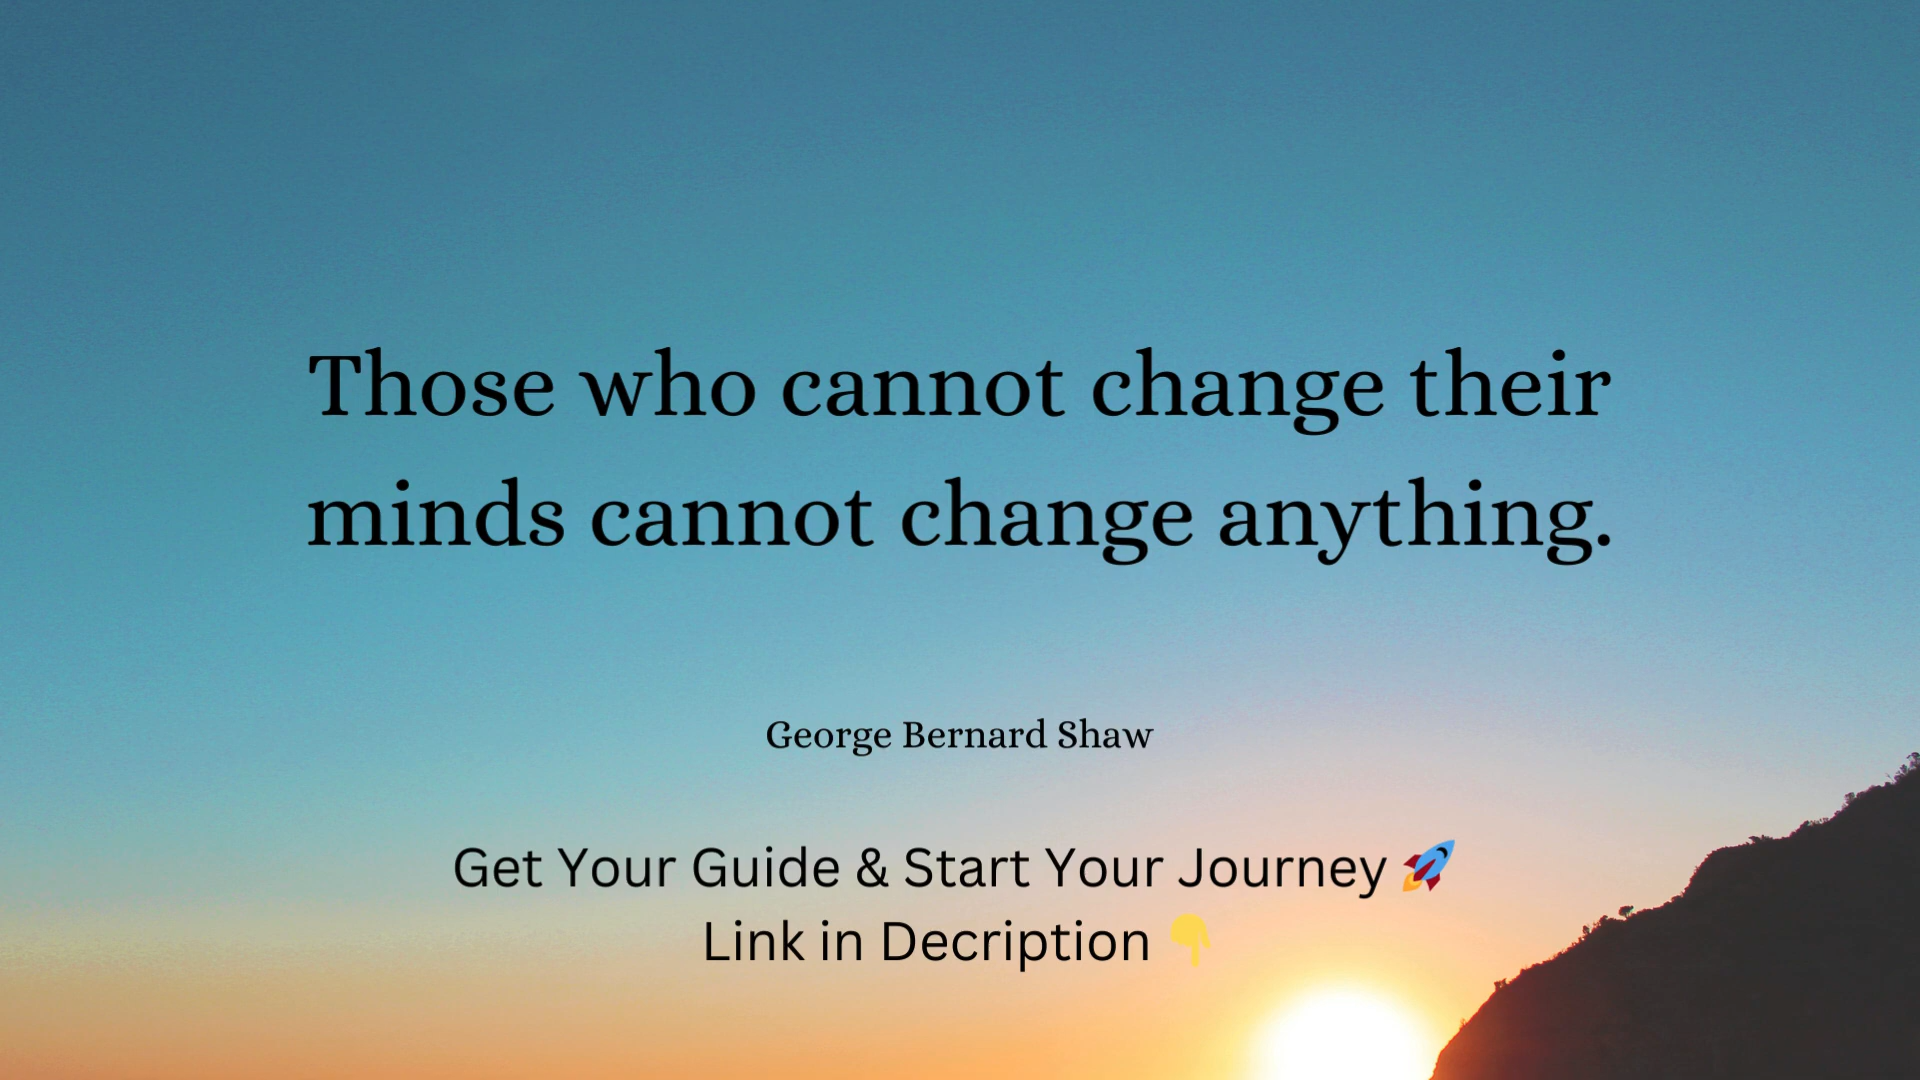 Those who cannot change their
minds cannot change anything.
George Bernard Shaw
Get Your Guide & Start Your Journey 🚀
Link in Decription 👇